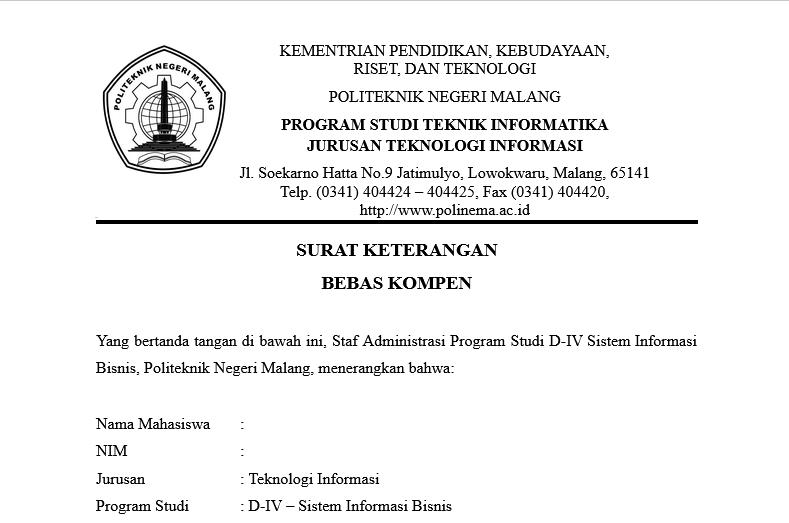 POLITEKNIK NEGERI MALANG
KEMENTRIAN PENDIDIKAN, KEBUDAYAAN,
RISET, DAN TEKNOLOGI
POLITEKNIK NEGERI MALANG
PROGRAM STUDI TEKNIK INFORMATIKA
JURUSAN TEKNOLOGI INFORMASI
Jl. Soekarno Hatta No.9 Jatimulyo, Lowokwaru, Malang, 65141
Telp. (0341) 404424 – 404425, Fax (0341) 404420,
http://www.polinema.ac.id
SURAT KETERANGAN
BEBAS KOMPEN
Yang bertanda tangan di bawah ini, Staf Administrasi Program Studi D-IV Sistem Informasi
Bisnis, Politeknik Negeri Malang, menerangkan bahwa:
Nama Mahasiswa :
NIM :
Jurusan : Teknologi Informasi
Program Studi : D-IV – Sistem Informasi Bisnis